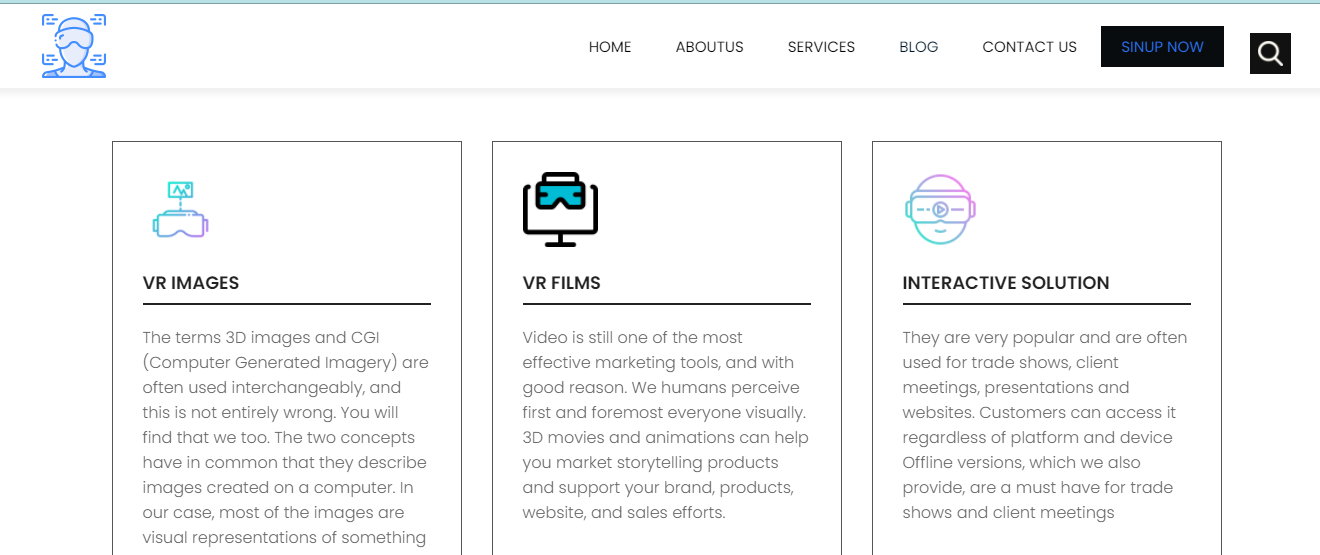 HOME ABOUTUS SERVICES BLOG CONTACT US SINUP NOW
VR IMAGES
The terms 3D images and CGI
(Computer Generated Imagery) are
often used interchangeably, and
this is not entirely wrong. You will
find that we too. The two concepts
have in common that they describe
images created on a computer. In
our case, most of the images are
visual representations of something
VR FILMS
Video is still one of the most
effective marketing tools, and with
good reason. We humans perceive
first and foremost everyone visually.
3D movies and animations can help
you market storytelling products
and support your brand, products,
website, and sales efforts.
INTERACTIVE SOLUTION
They are very popular and are often
used for trade shows, client
meetings, presentations and
websites. Customers can access it
regardless of platform and device
Offline versions, which we also
provide, are a must have for trade
shows and client meetings